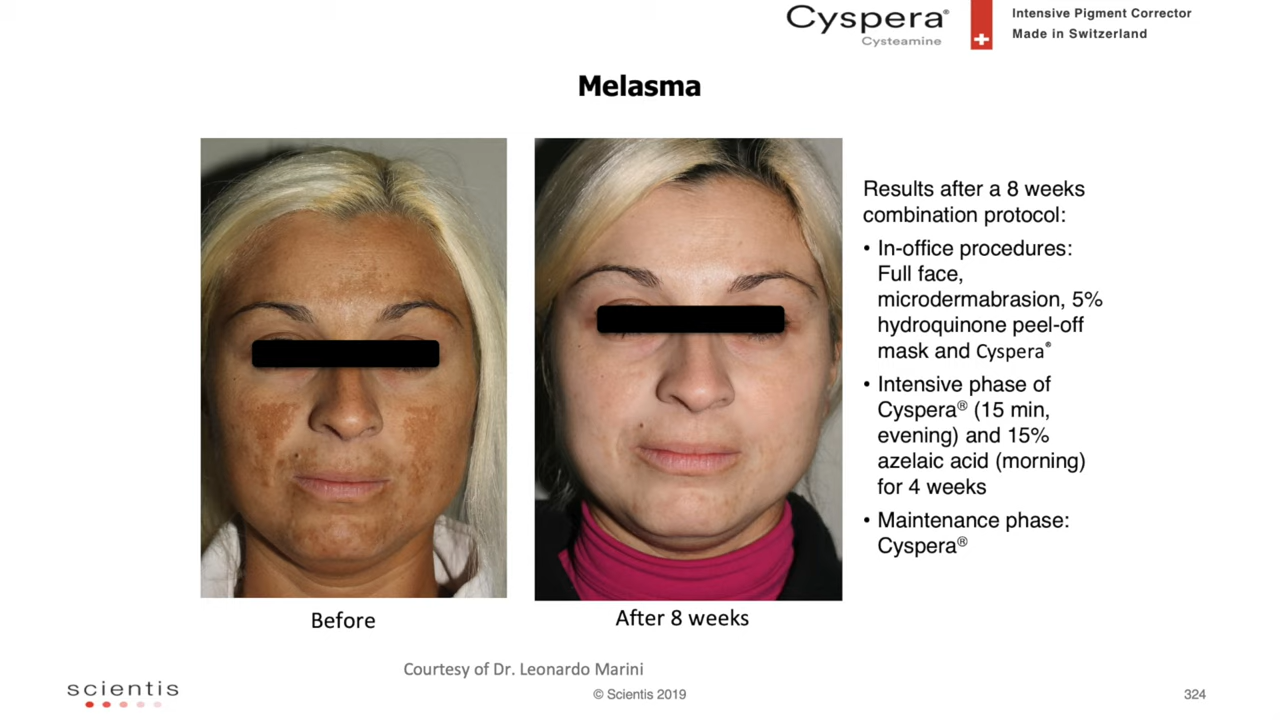 Cyspera®
Cysteamine
Intensive Pigment Corrector
Made in Switzerland
Melasma
Results after a 8 weeks
combination protocol:
• In-office procedures:
Full face,
microdermabrasion, 5%
hydroquinone peel-off
mask and Cyspera®
• Intensive phase of
Cyspera® (15 min,
evening) and 15%
azelaic acid (morning)
for 4 weeks
• Maintenance phase:
Cyspera®
Before
After 8 weeks
Courtesy of Dr. Leonardo Marini
scientis
© Scientis 2019
324